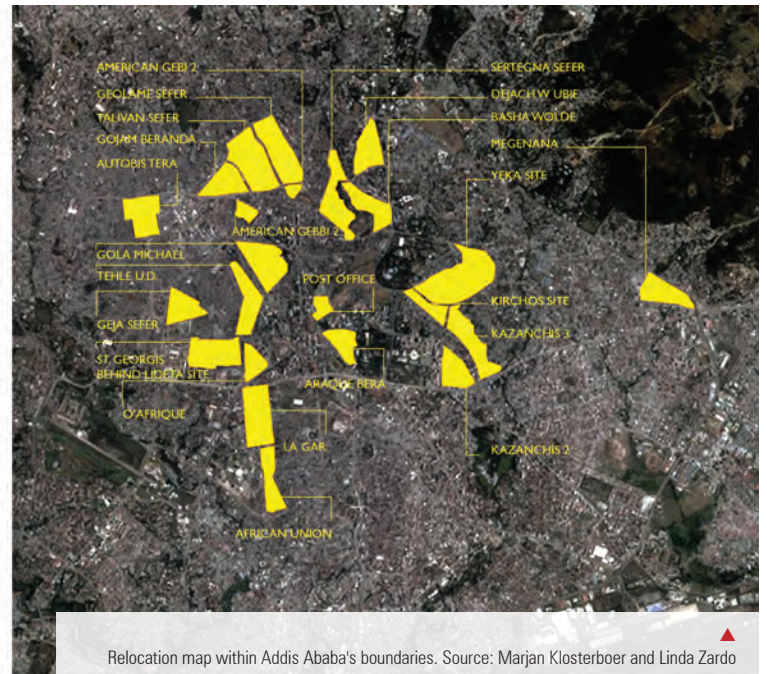 AMERICAN GEBI 2
GEOLAME SEFER
TALIVAN SEFER
GOJAM BERANDA
AUTOBIS TERA
AMERICAN GEBBI 2
GOLA MICHAEL
TEHLE U.D.
GEJA SEFER
ST. GEORGIS
BEHIND LIDETA SITE
O'AFRIQUE
LA GAR
AFRICAN UNION
POST OFFICE
ARAQUE BERA
SERTEGNA SEFER
DEJACH W UBIE
BASHA WOLDE
MEGENANA
YEKA SITE
KIRCHOS SITE
KAZANCHIS 3
KAZANCHIS 2
Relocation map within Addis Ababa's boundaries. Source: Marjan Klosterboer and Linda Zardo